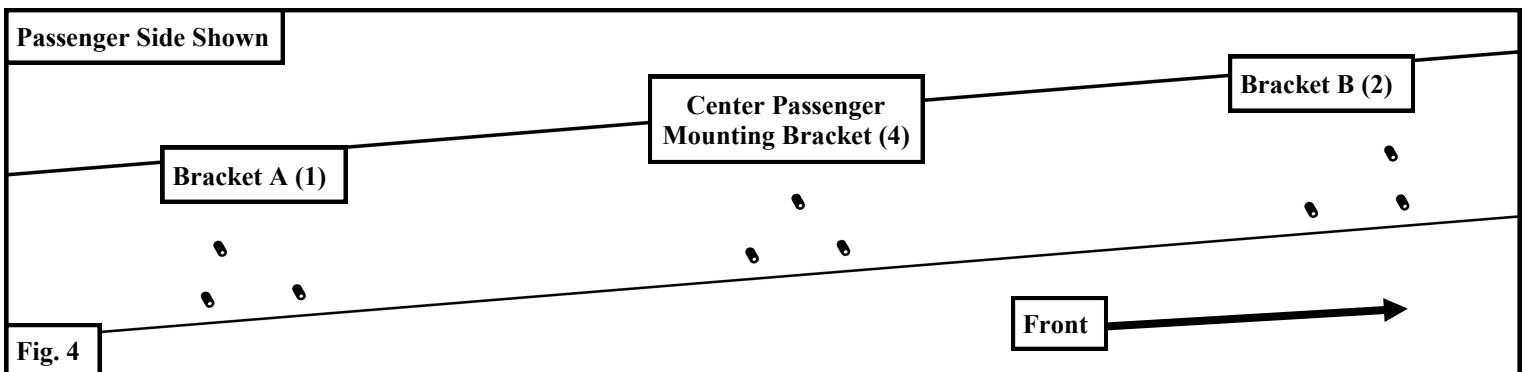 Passenger Side Shown
Bracket A (1)
Center Passenger
Mounting Bracket (4)
Bracket B (2)
Front
Fig. 4